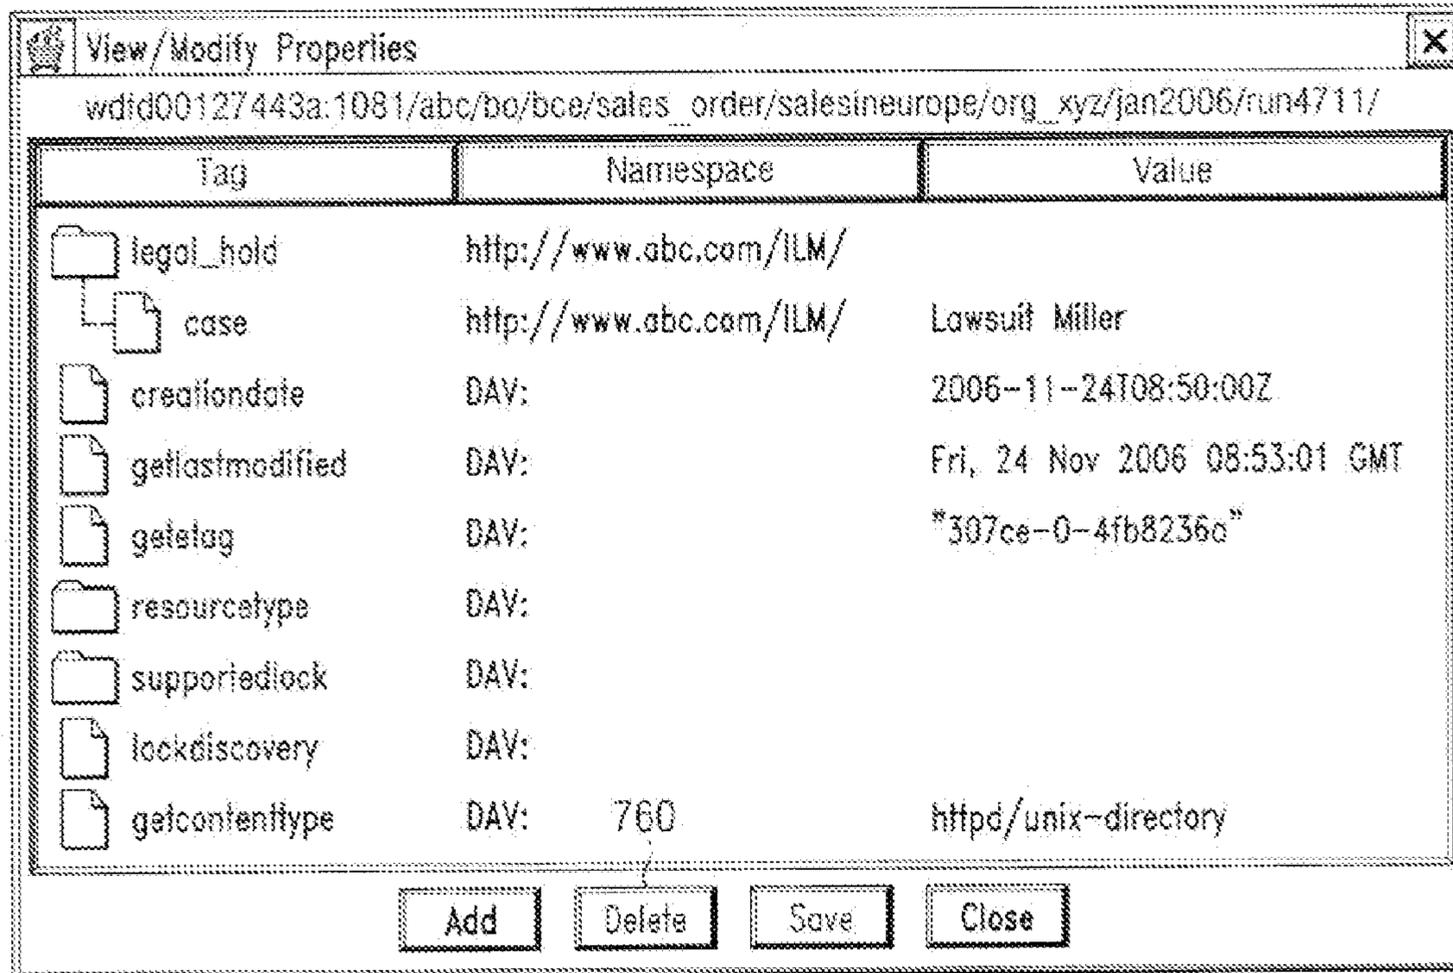 View/Modify Properties
wdfd00127443a:1081/abc/bo/bce/sales_order/salesineurope/org_xyz/jan2006/run4711/
Tag Namespace Value
legal_hold http://www.abc.com/ILM/
case http://www.abc.com/ILM/ Lawsuit Miller
creationdate DAV: 2006-11-24T08:50:00Z
getlastmodified DAV: Fri, 24 Nov 2006 08:53:01 GMT
getetag DAV: "307ce-0-4fb8236a"
resourcetype DAV:
supportedlock DAV:
lockdiscovery DAV:
getcontenttype DAV: 760 httpd/unix-directory
Add Delete Save Close